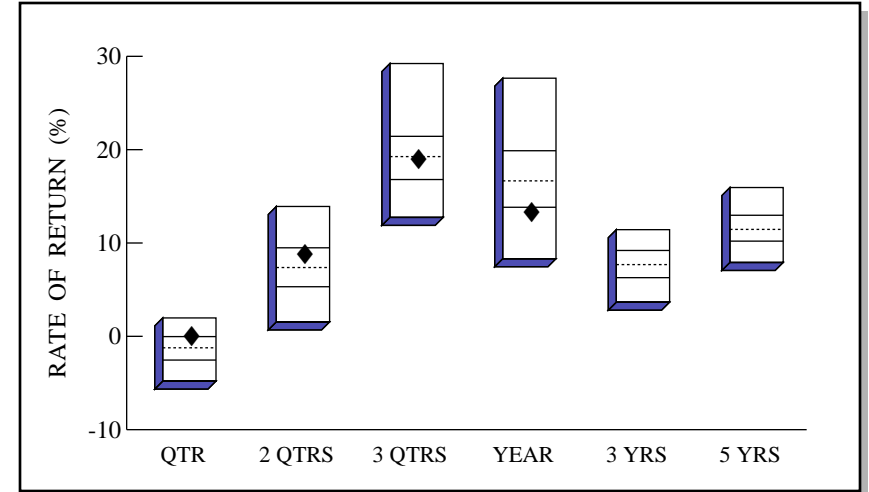 RATE OF RETURN (%)
30
20
10
0
-10
QTR 2 QTRS 3 QTRS YEAR 3 YRS 5 YRS